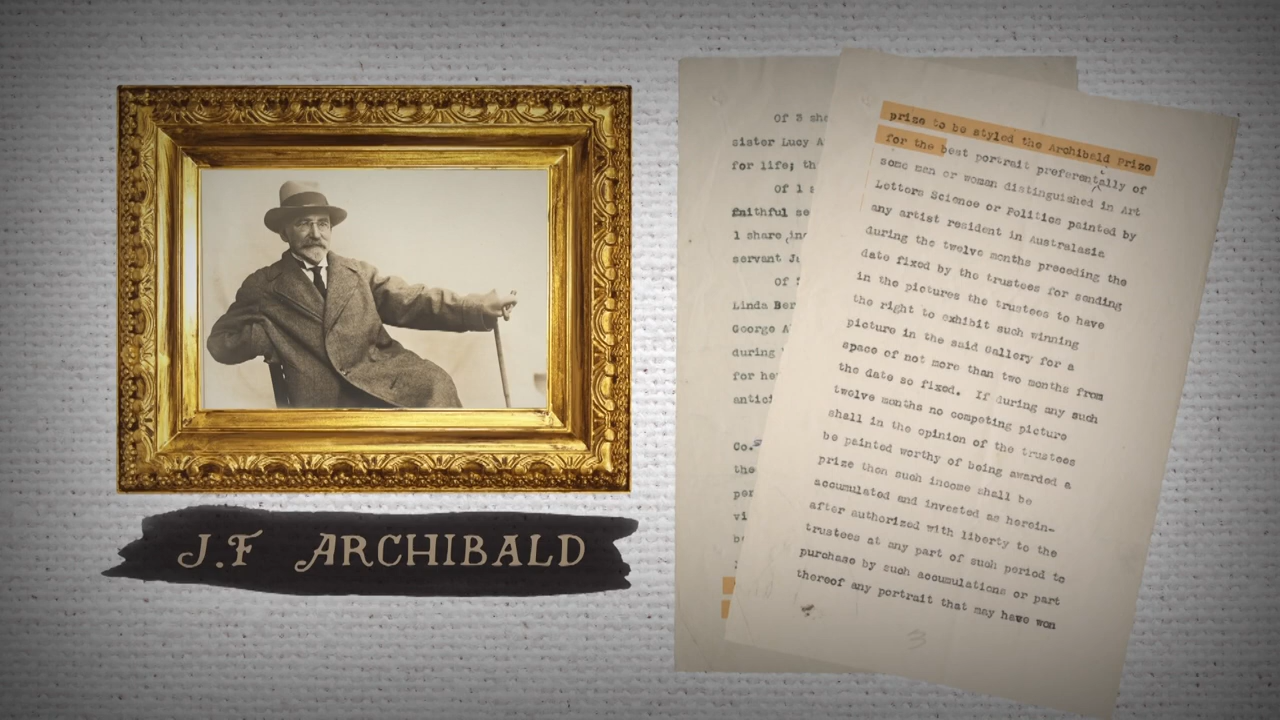 J.F ARCHIBALD
Of 3 sho
sister Lucy A
for life; th
Of 1 s
faithful se
1 share ind
servant Ju
Of
Linda Ber
George A
during
for he
antici
Co.
the
per
vi
prize to be styled the Archibald Prize
for the best portrait preferentially of
some man or woman distinguished in Art
Letters Science or Politics painted by
any artist resident in Australasia
during the twelve months preceding the
date fixed by the trustees for sending
in the pictures the trustees to have
the right to exhibit such winning
picture in the said Gallery for a
space of not more than two months from
the date so fixed. If during any such
twelve months no competing picture
shall in the opinion of the trustees
be painted worthy of being awarded a
prize then such income shall be
accumulated and invested as herein-
after authorized with liberty to the
trustees at any part of such period to
purchase by such accumulations or part
thereof any portrait that may have won
3